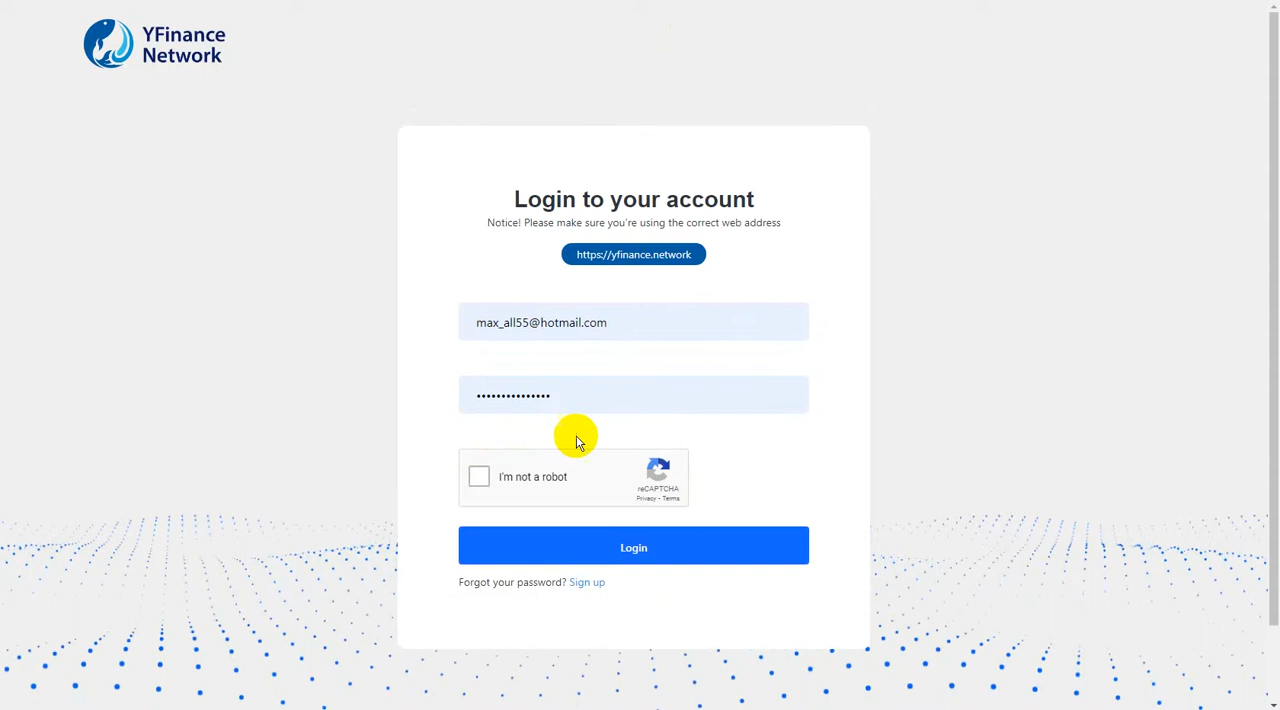 YFinance
Network
Login to your account
Notice! Please make sure you're using the correct web address
https://yfinance.network
max_all55@hotmail.com
•••••••••••••••
I'm not a robot
reCAPTCHA
Privacy - Terms
Login
Forgot your password? Sign up